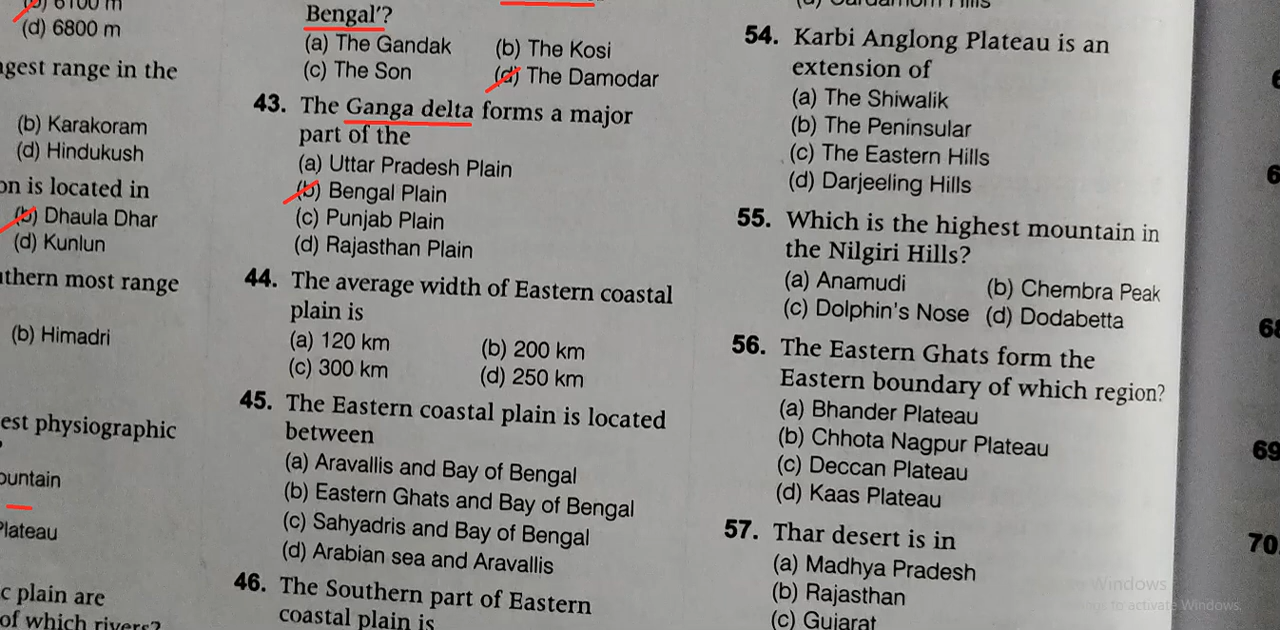 6100 m
(d) 6800 m
gest range in the
(b) Karakoram
(d) Hindukush
on is located in
(b) Dhaula Dhar
(d) Kunlun
thern most range
(b) Himadri
est physiographic
?
ountain
Plateau
c plain are
of which rivers?
Bengal'?
(a) The Gandak (b) The Kosi
(c) The Son (d) The Damodar
43. The Ganga delta forms a major
part of the
(a) Uttar Pradesh Plain
(b) Bengal Plain
(c) Punjab Plain
(d) Rajasthan Plain
44. The average width of Eastern coastal
plain is
(a) 120 km (b) 200 km
(c) 300 km (d) 250 km
45. The Eastern coastal plain is located
between
(a) Aravallis and Bay of Bengal
(b) Eastern Ghats and Bay of Bengal
(c) Sahyadris and Bay of Bengal
(d) Arabian sea and Aravallis
46. The Southern part of Eastern
coastal plain is
(d) Cardamom Hills
54. Karbi Anglong Plateau is an
extension of
(a) The Shiwalik
(b) The Peninsular
(c) The Eastern Hills
(d) Darjeeling Hills
55. Which is the highest mountain in
the Nilgiri Hills?
(a) Anamudi (b) Chembra Peak
(c) Dolphin's Nose (d) Dodabetta
56. The Eastern Ghats form the
Eastern boundary of which region?
(a) Bhander Plateau
(b) Chhota Nagpur Plateau
(c) Deccan Plateau
(d) Kaas Plateau
57. Thar desert is in
(a) Madhya Pradesh
(b) Rajasthan
(c) Gujarat
6
6
68
69
70
Windows
to activate Windows.